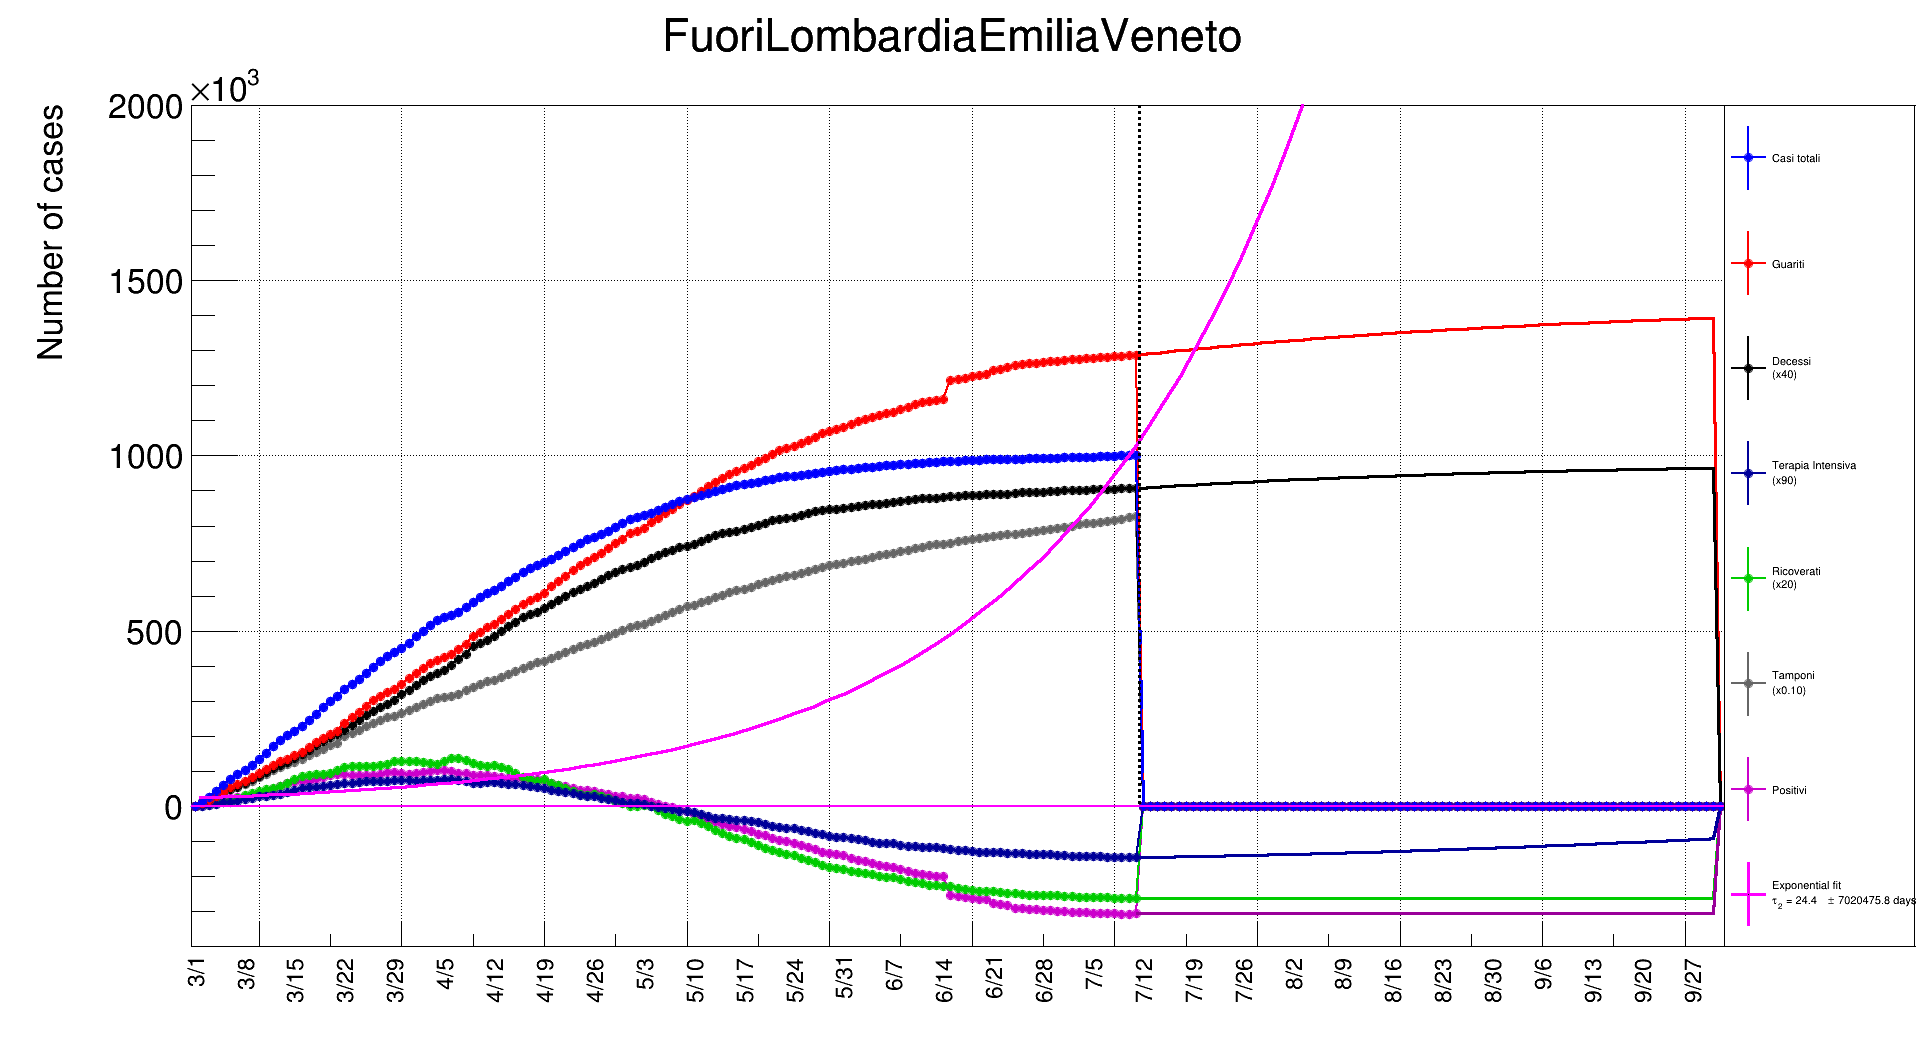 FuoriLombardiaEmiliaVeneto
×10³
Number of cases
2000
1500
1000
500
0
3/1 3/8 3/15 3/22 3/29 4/5 4/12 4/19 4/26 5/3 5/10 5/17 5/24 5/31 6/7 6/14 6/21 6/28 7/5 7/12 7/19 7/26 8/2 8/9 8/16 8/23 8/30 9/6 9/13 9/20 9/27
Casi totali
Guariti
Decessi
(x40)
Terapia Intensiva
(x90)
Ricoverati
(x20)
Tamponi
(x0.10)
Positivi
Exponential fit
τ₂ = 24.4 ± 7020475.8 days